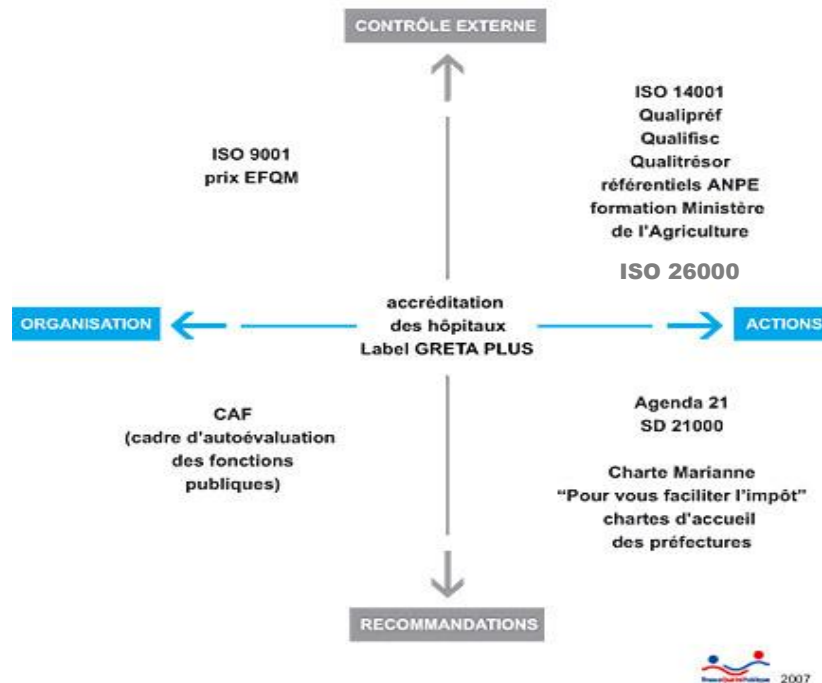 CONTRÔLE EXTERNE
ISO 9001
prix EFQM
ISO 14001
Qualipréf
Qualifisc
Qualitrésor
référentiels ANPE
formation Ministère
de l'Agriculture
ISO 26000
ORGANISATION
accréditation
des hôpitaux
Label GRETA PLUS
ACTIONS
CAF
(cadre d'autoévaluation
des fonctions
publiques)
Agenda 21
SD 21000
Charte Marianne
“Pour vous faciliter l'impôt”
chartes d'accueil
des préfectures
RECOMMANDATIONS
2007